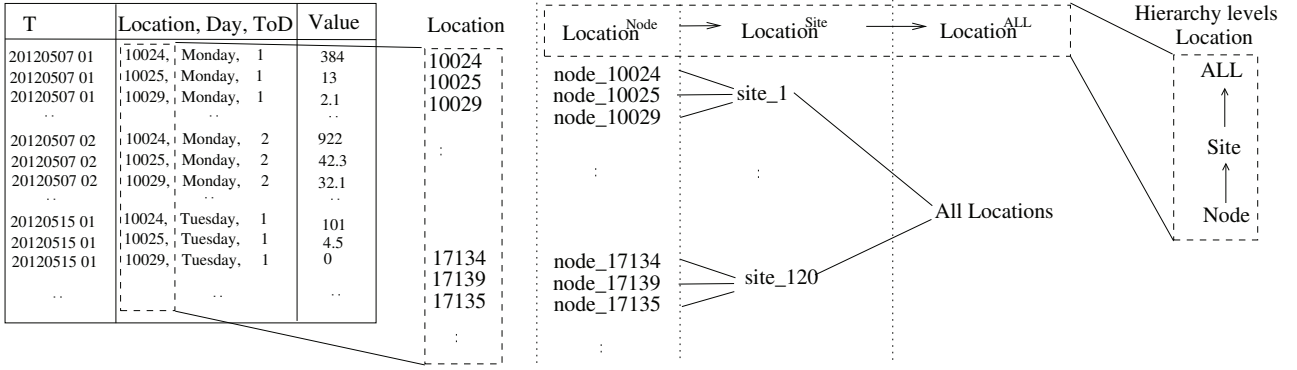 T Location, Day, ToD Value
20120507 01 10024, Monday, 1 384
20120507 01 10025, Monday, 1 13
20120507 01 10029, Monday, 1 2.1
. . . . . .
20120507 02 10024, Monday, 2 922
20120507 02 10025, Monday, 2 42.3
20120507 02 10029, Monday, 2 32.1
. . . . . .
20120515 01 10024, Tuesday, 1 101
20120515 01 10025, Tuesday, 1 4.5
20120515 01 10029, Tuesday, 1 0
. . . . . .
Location
10024
10025
10029
:
17134
17139
17135
:
Location^Node Location^Site Location^ALL
node_10024
node_10025 site_1
node_10029
: :
All Locations
node_17134
node_17139 site_120
node_17135
:
Hierarchy levels
Location
ALL
Site
Node